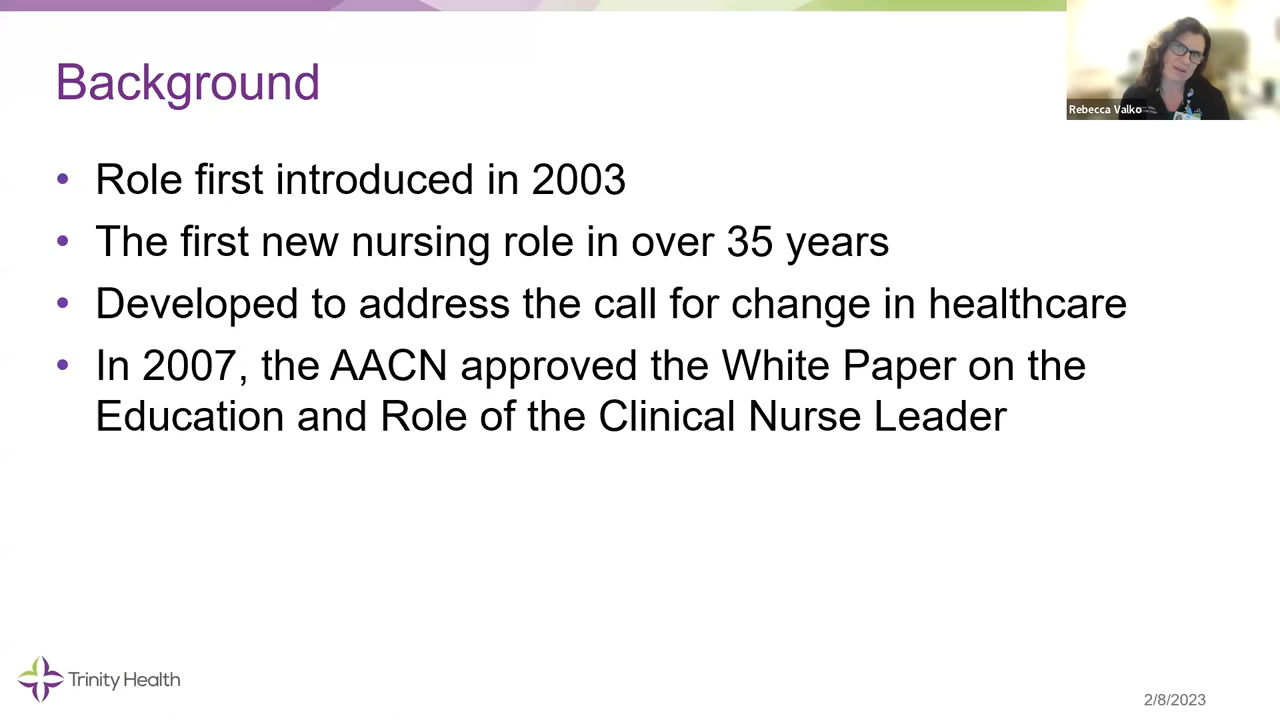 Background
Rebecca Valko
• Role first introduced in 2003
• The first new nursing role in over 35 years
• Developed to address the call for change in healthcare
• In 2007, the AACN approved the White Paper on the
Education and Role of the Clinical Nurse Leader
Trinity Health
2/8/2023